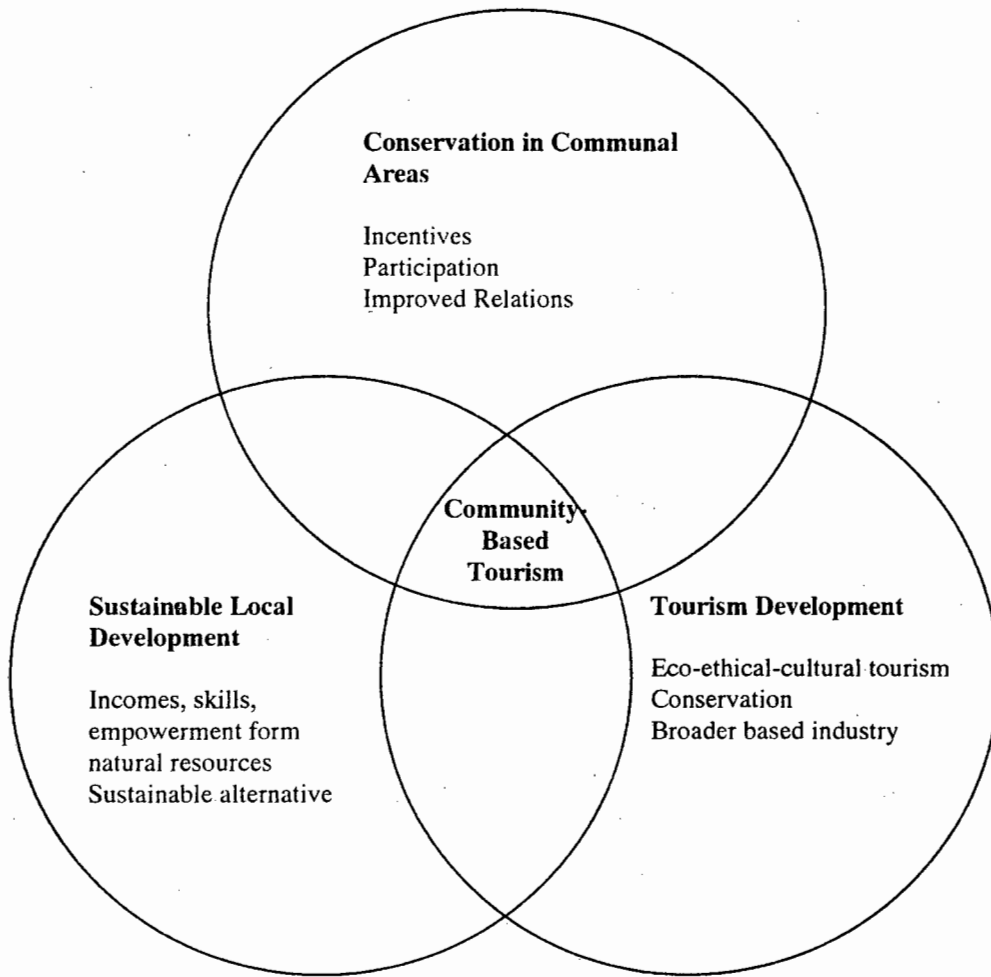 Conservation in Communal
Areas
Incentives
Participation
Improved Relations
Community-
Based
Tourism
Sustainable Local
Development
Incomes, skills,
empowerment form
natural resources
Sustainable alternative
Tourism Development
Eco-ethical-cultural tourism
Conservation
Broader based industry